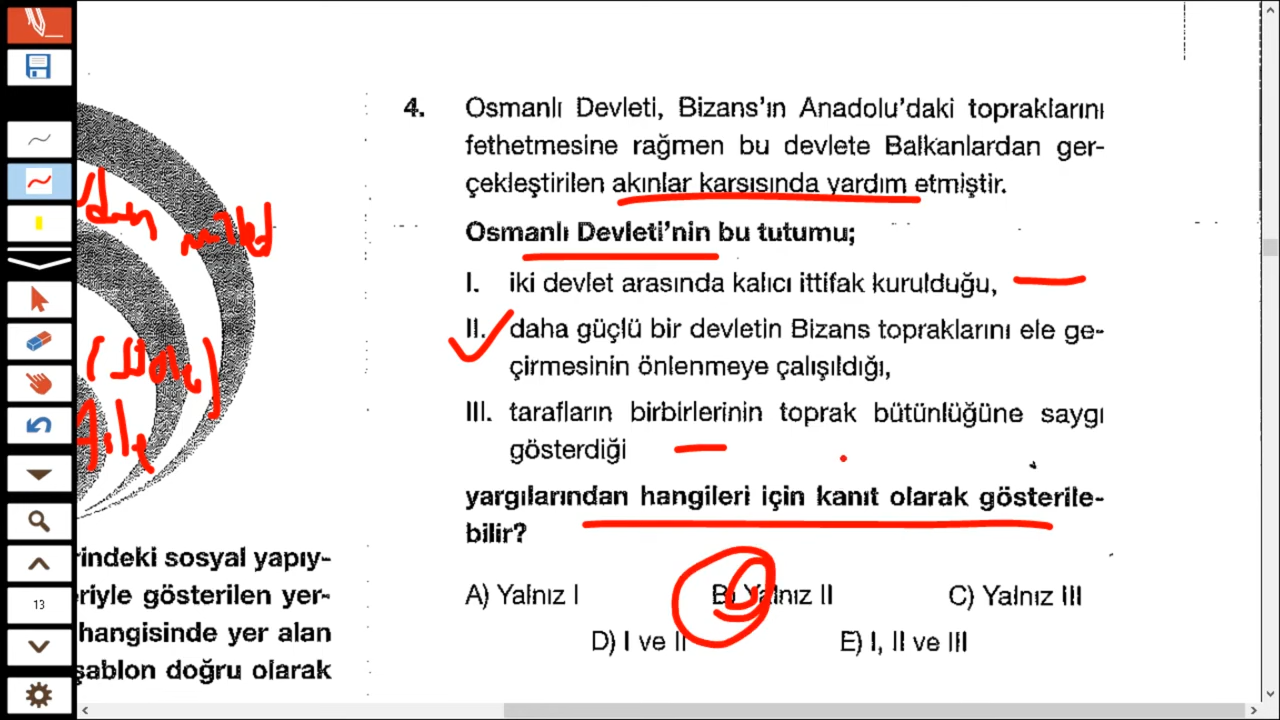 4. Osmanlı Devleti, Bizans’ın Anadolu’daki topraklarını
fethetmesine rağmen bu devlete Balkanlardan ger-
çekleştirilen akınlar karsısında yardım etmiştir.
Osmanlı Devleti’nin bu tutumu;
I. iki devlet arasında kalıcı ittifak kurulduğu,
II. daha güçlü bir devletin Bizans topraklarını ele ge-
çirmesinin önlenmeye çalışıldığı,
III. tarafların birbirlerinin toprak bütünlüğüne saygı
gösterdiği
yargılarından hangileri için kanıt olarak gösterile-
bilir?
A) Yalnız I B) Yalnız II C) Yalnız III
D) I ve II E) I, II ve III
rindeki sosyal yapıy-
riyle gösterilen yer-
hangisinde yer alan
şablon doğru olarak
13